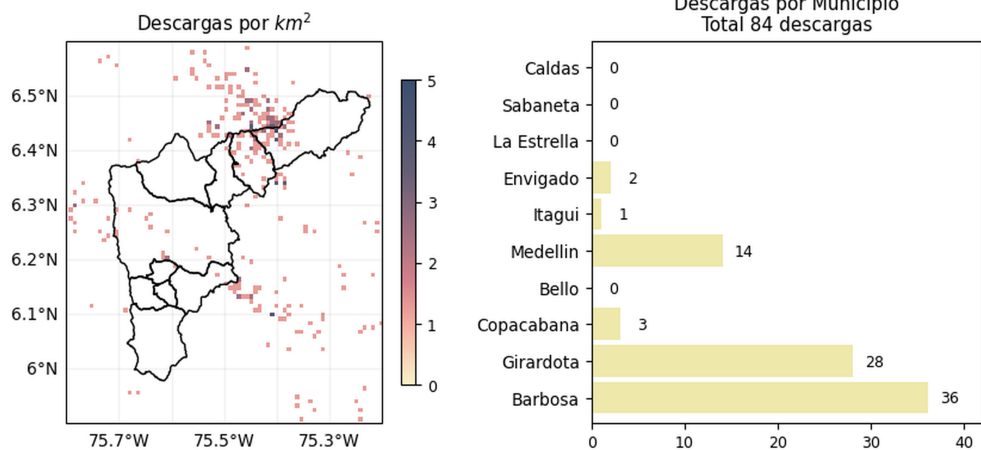 Descargas por km²
6.5°N
6.4°N
6.3°N
6.2°N
6.1°N
6°N
75.7°W 75.5°W 75.3°W
5
4
3
2
1
0
Descargas por Municipio
Total 84 descargas
Caldas 0
Sabaneta 0
La Estrella 0
Envigado 2
Itagui 1
Medellin 14
Bello 0
Copacabana 3
Girardota 28
Barbosa 36
0 10 20 30 40